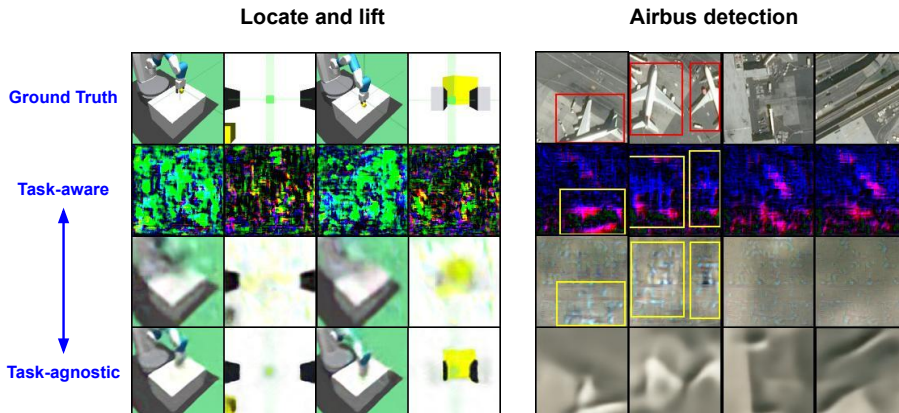 Locate and lift
Airbus detection
Ground Truth
Task-aware
Task-agnostic